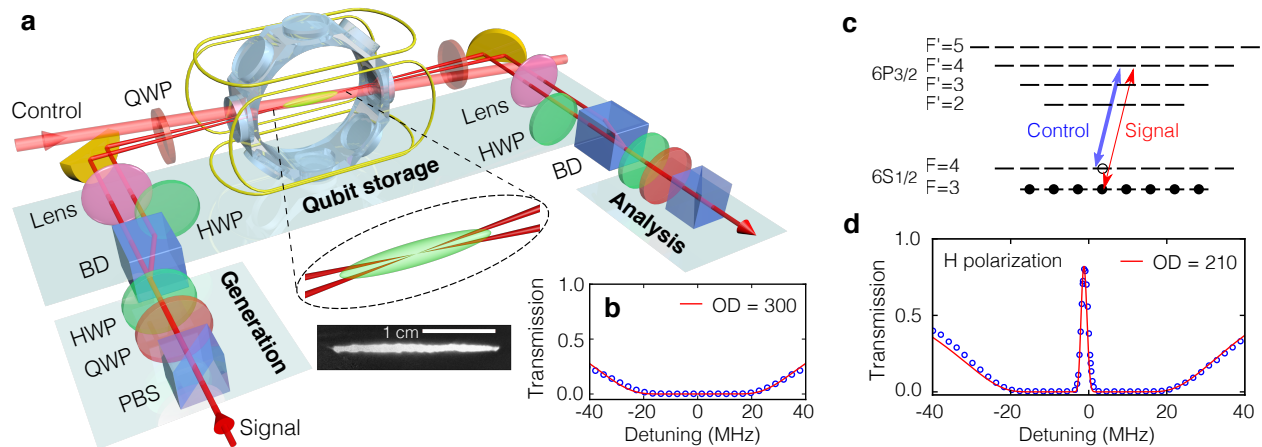 a
Control
QWP
Lens
HWP
BD
Qubit storage
Lens
HWP
BD
Analysis
HWP
QWP
PBS
Generation
Signal
1 cm
b
OD = 300
Transmission
1.0
0.5
0.0
-40 -20 0 20 40
Detuning (MHz)
c
F'=5
6P3/2
F'=4
F'=3
F'=2
Control
Signal
6S1/2
F=4
F=3
d
H polarization
OD = 210
Transmission
1.0
0.5
0.0
-40 -20 0 20 40
Detuning (MHz)